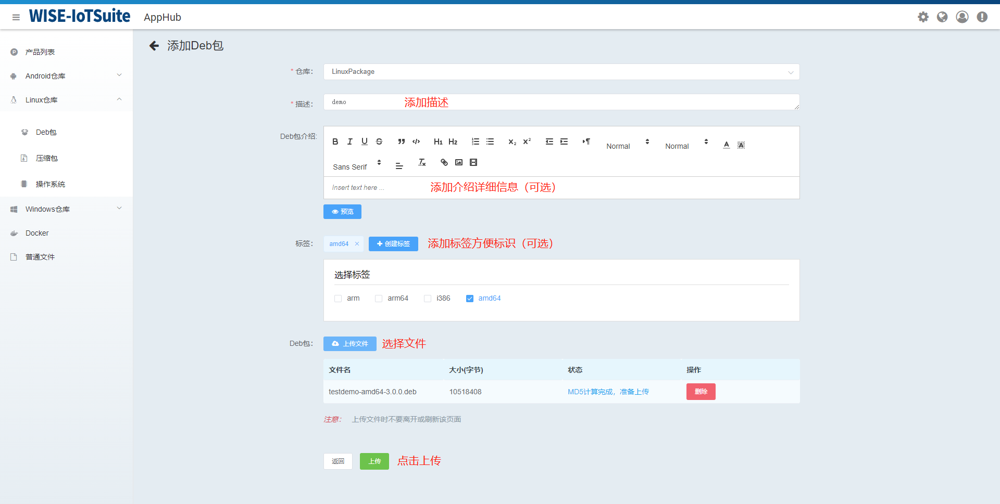 WISE-IoTSuite AppHub
产品列表
Android仓库
Linux仓库
Deb包
压缩包
操作系统
Windows仓库
Docker
普通文件
添加Deb包
* 仓库： LinuxPackage
* 描述： demo 添加描述
Deb包介绍:
B I U S H1 H2 x₂ x² Normal Normal A A
Sans Serif
Insert text here ... 添加介绍详细信息（可选）
预览
标签： amd64 × 创建标签 添加标签方便标识（可选）
选择标签
arm arm64 i386 amd64
Deb包： 上传文件 选择文件
文件名 大小(字节) 状态 操作
testdemo-amd64-3.0.0.deb 10518408 MD5计算完成，准备上传 删除
注意： 上传文件时不要离开或刷新该页面
返回 上传 点击上传